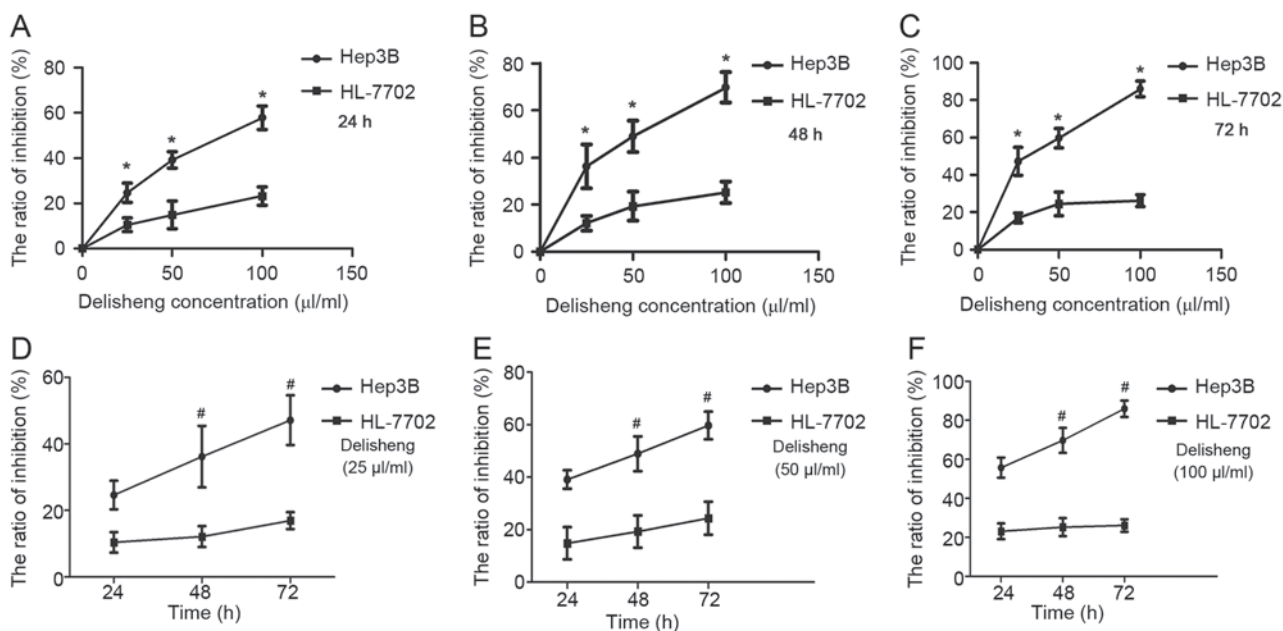 A
The ratio of inhibition (%)
80
60
40
20
0
* * *
Hep3B
HL-7702
24 h
0 50 100 150
Delisheng concentration (μl/ml)
B
The ratio of inhibition (%)
80
60
40
20
0
* * *
Hep3B
HL-7702
48 h
0 50 100 150
Delisheng concentration (μl/ml)
C
The ratio of inhibition (%)
100
80
60
40
20
0
* * *
Hep3B
HL-7702
72 h
0 50 100 150
Delisheng concentration (μl/ml)
D
The ratio of inhibition (%)
60
40
20
0
# #
Hep3B
HL-7702
Delisheng
(25 μl/ml)
24 48 72
Time (h)
E
The ratio of inhibition (%)
80
60
40
20
0
# #
Hep3B
HL-7702
Delisheng
(50 μl/ml)
24 48 72
Time (h)
F
The ratio of inhibition (%)
100
80
60
40
20
0
# #
Hep3B
HL-7702
Delisheng
(100 μl/ml)
24 48 72
Time (h)